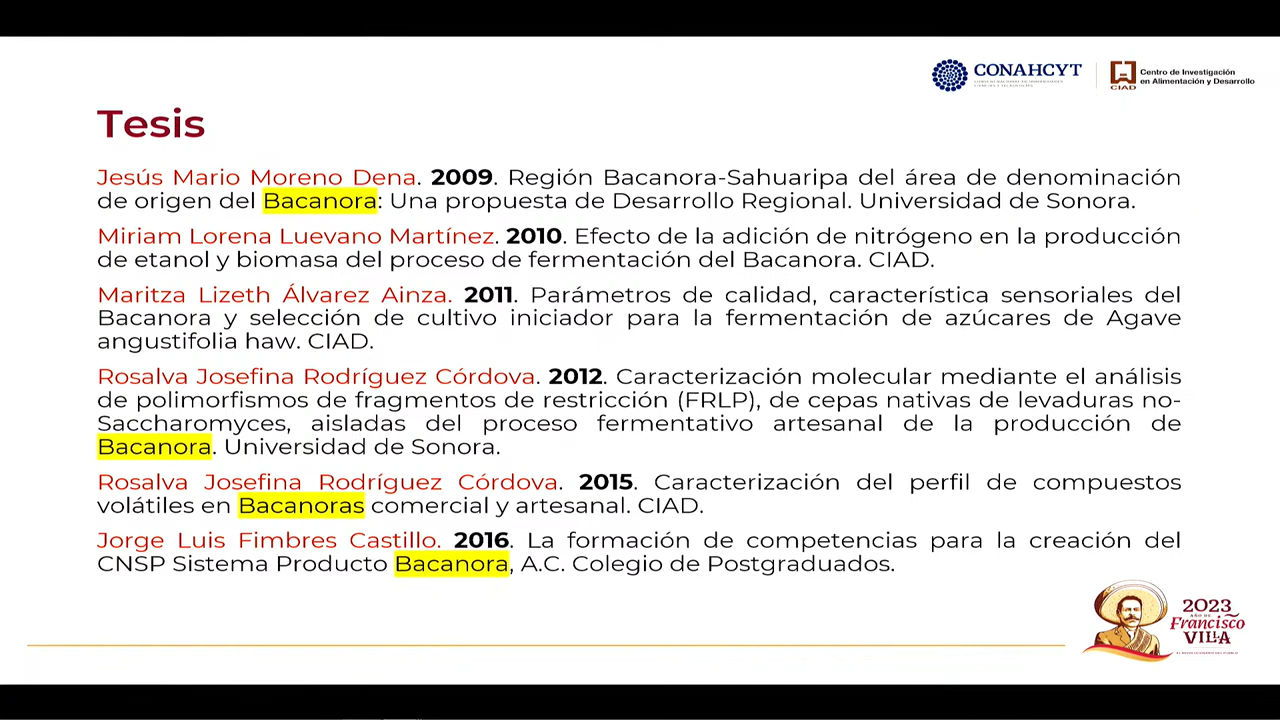 CONAHCYT
Centro de Investigación
en Alimentación y Desarrollo
CIAD
Tesis
Jesús Mario Moreno Dena. 2009. Región Bacanora-Sahuaripa del área de denominación
de origen del Bacanora: Una propuesta de Desarrollo Regional. Universidad de Sonora.
Miriam Lorena Luevano Martínez. 2010. Efecto de la adición de nitrógeno en la producción
de etanol y biomasa del proceso de fermentación del Bacanora. CIAD.
Maritza Lizeth Álvarez Ainza. 2011. Parámetros de calidad, característica sensoriales del
Bacanora y selección de cultivo iniciador para la fermentación de azúcares de Agave
angustifolia haw. CIAD.
Rosalva Josefina Rodríguez Córdova. 2012. Caracterización molecular mediante el análisis
de polimorfismos de fragmentos de restricción (FRLP), de cepas nativas de levaduras no-
Saccharomyces, aisladas del proceso fermentativo artesanal de la producción de
Bacanora. Universidad de Sonora.
Rosalva Josefina Rodríguez Córdova. 2015. Caracterización del perfil de compuestos
volátiles en Bacanoras comercial y artesanal. CIAD.
Jorge Luis Fimbres Castillo. 2016. La formación de competencias para la creación del
CNSP Sistema Producto Bacanora, A.C. Colegio de Postgraduados.
2023
AÑO DE
Francisco
VILLA